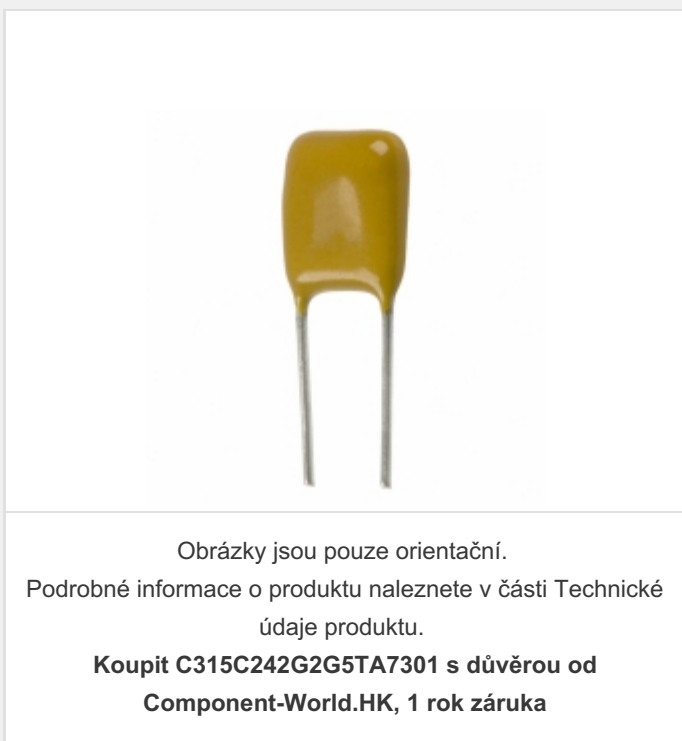 Obrázky jsou pouze orientační.
Podrobné informace o produktu naleznete v části Technické
údaje produktu.
Koupit C315C242G2G5TA7301 s důvěrou od
Component-World.HK, 1 rok záruka